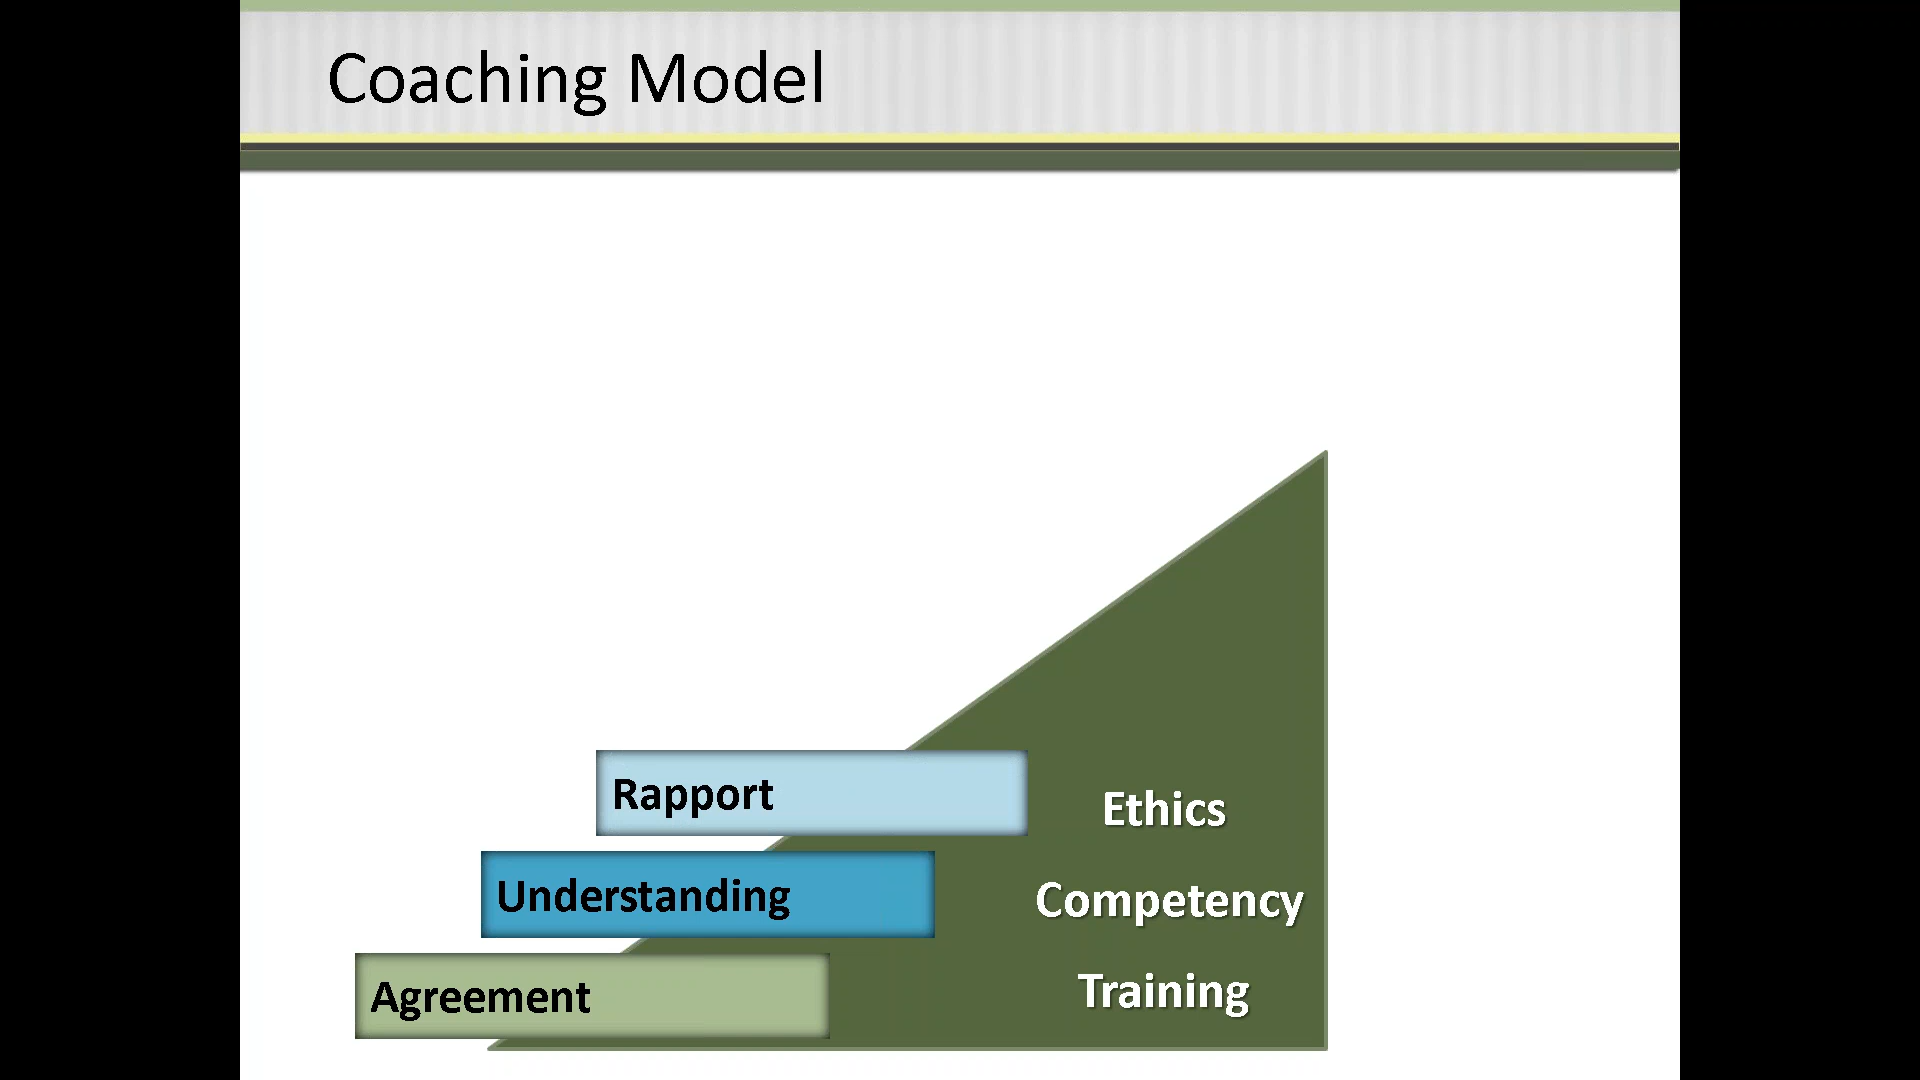 Coaching Model
Rapport
Ethics
Understanding
Competency
Agreement
Training